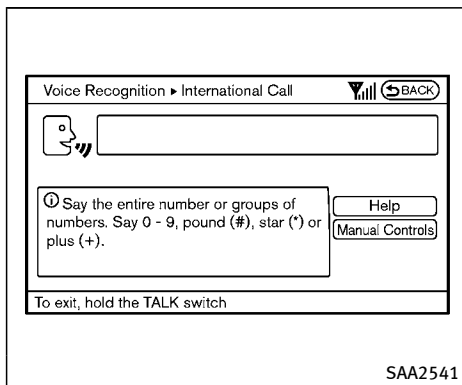 Voice Recognition ▸ International Call
BACK
ⓘ Say the entire number or groups of
numbers. Say 0 - 9, pound (#), star (*) or
plus (+).
Help
Manual Controls
To exit, hold the TALK switch
SAA2541